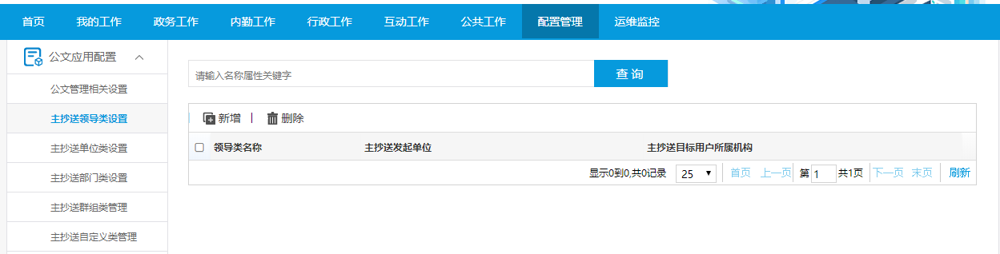 首页 我的工作 政务工作 内勤工作 行政工作 互动工作 公共工作 配置管理 运维监控
公文应用配置
公文管理相关设置
主抄送领导类设置
主抄送单位类设置
主抄送部门类设置
主抄送群组类管理
主抄送自定义类管理
请输入名称属性关键字 查 询
新增 删除
领导类名称 主抄送发起单位 主抄送目标用户所属机构
显示0到0,共0记录 25 首页 上一页 第 1 共1页 下一页 末页 刷新